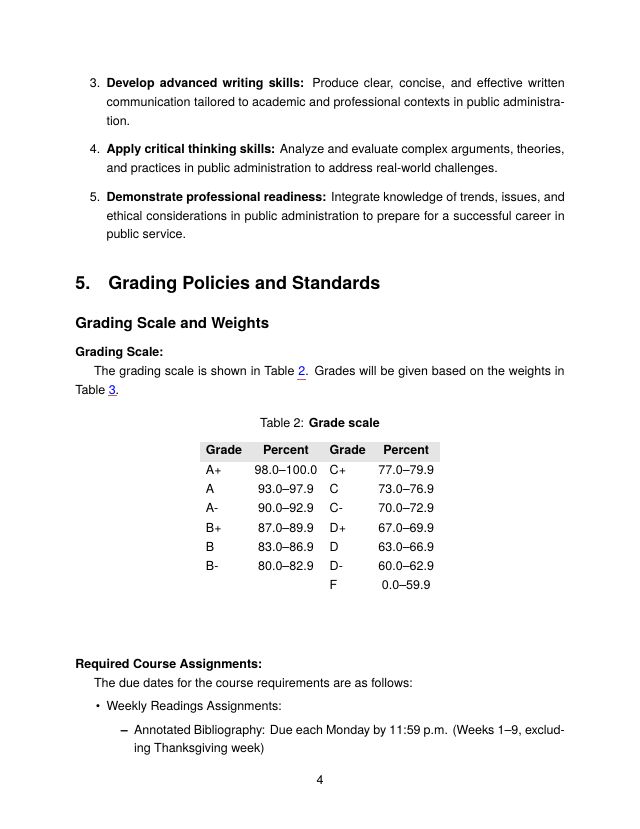 3. Develop advanced writing skills: Produce clear, concise, and effective written
communication tailored to academic and professional contexts in public administra-
tion.
4. Apply critical thinking skills: Analyze and evaluate complex arguments, theories,
and practices in public administration to address real-world challenges.
5. Demonstrate professional readiness: Integrate knowledge of trends, issues, and
ethical considerations in public administration to prepare for a successful career in
public service.
5. Grading Policies and Standards
Grading Scale and Weights
Grading Scale:
The grading scale is shown in Table 2. Grades will be given based on the weights in
Table 3.
Table 2: Grade scale
Grade Percent Grade Percent
A+ 98.0–100.0 C+ 77.0–79.9
A 93.0–97.9 C 73.0–76.9
A- 90.0–92.9 C- 70.0–72.9
B+ 87.0–89.9 D+ 67.0–69.9
B 83.0–86.9 D 63.0–66.9
B- 80.0–82.9 D- 60.0–62.9
F 0.0–59.9
Required Course Assignments:
The due dates for the course requirements are as follows:
• Weekly Readings Assignments:
– Annotated Bibliography: Due each Monday by 11:59 p.m. (Weeks 1–9, exclud-
ing Thanksgiving week)
4